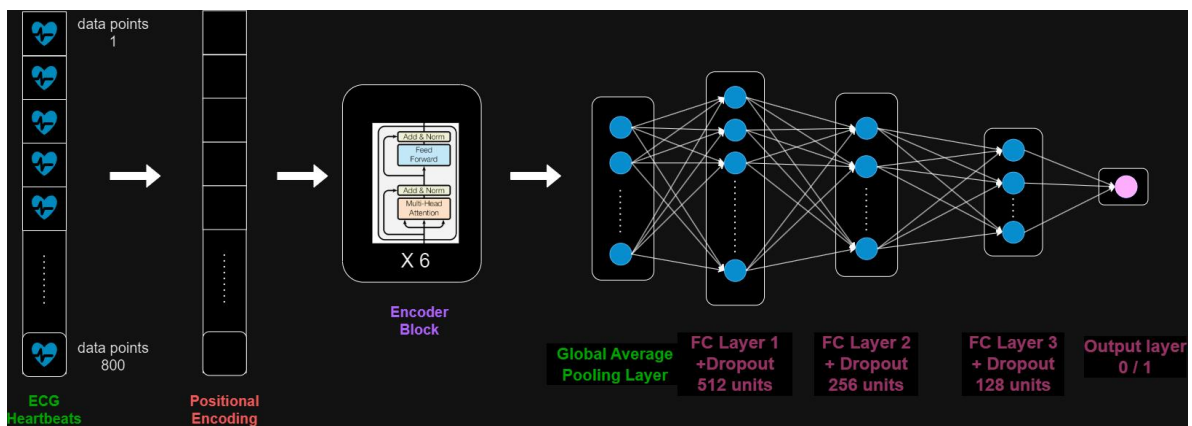 data points
1
data points
800
ECG
Heartbeats
Positional
Encoding
Add & Norm
Feed
Forward
Add & Norm
Multi-Head
Attention
X 6
Encoder
Block
Global Average
Pooling Layer
FC Layer 1
+Dropout
512 units
FC Layer 2
+ Dropout
256 units
FC Layer 3
+ Dropout
128 units
Output layer
0 / 1